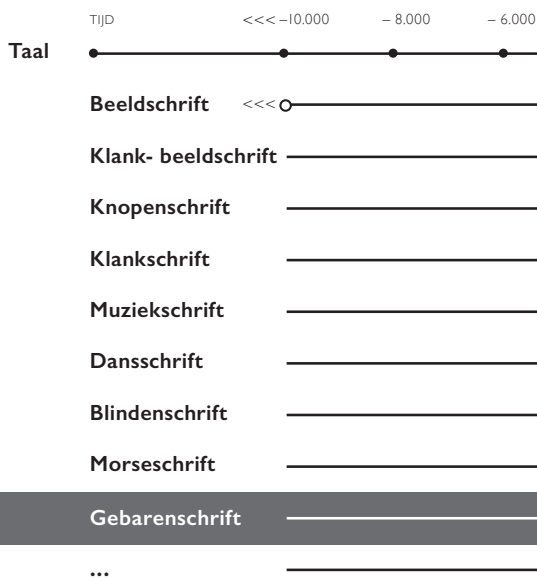 TIJD <<< –10.000 – 8.000 – 6.000
Taal
Beeldschrift <<<
Klank- beeldschrift
Knopenschrift
Klankschrift
Muziekschrift
Dansschrift
Blindenschrift
Morseschrift
Gebarenschrift
...